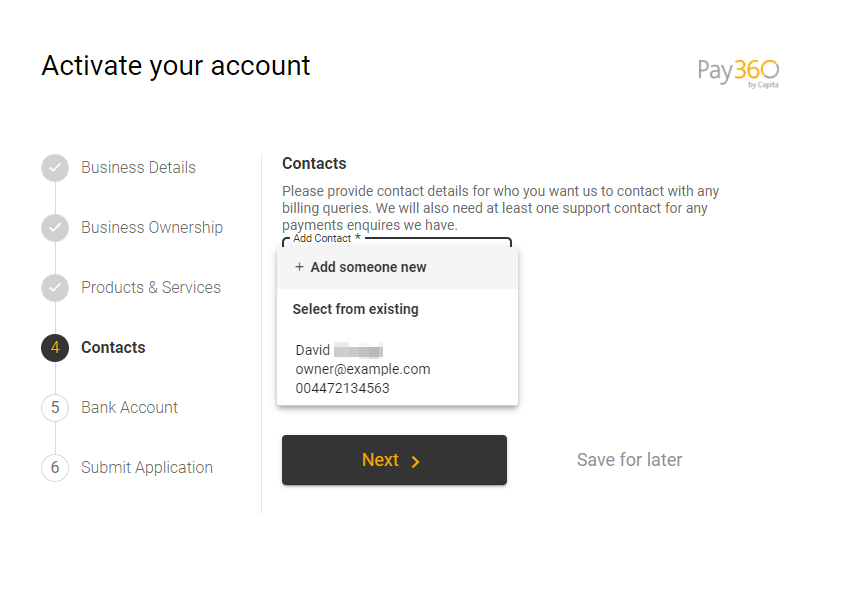 Activate your account
Pay360
by Capita
Business Details
Business Ownership
Products & Services
4 Contacts
5 Bank Account
6 Submit Application
Contacts
Please provide contact details for who you want us to contact with any
billing queries. We will also need at least one support contact for any
payments enquires we have.
Add Contact *
+ Add someone new
Select from existing
David
owner@example.com
004472134563
Next
Save for later